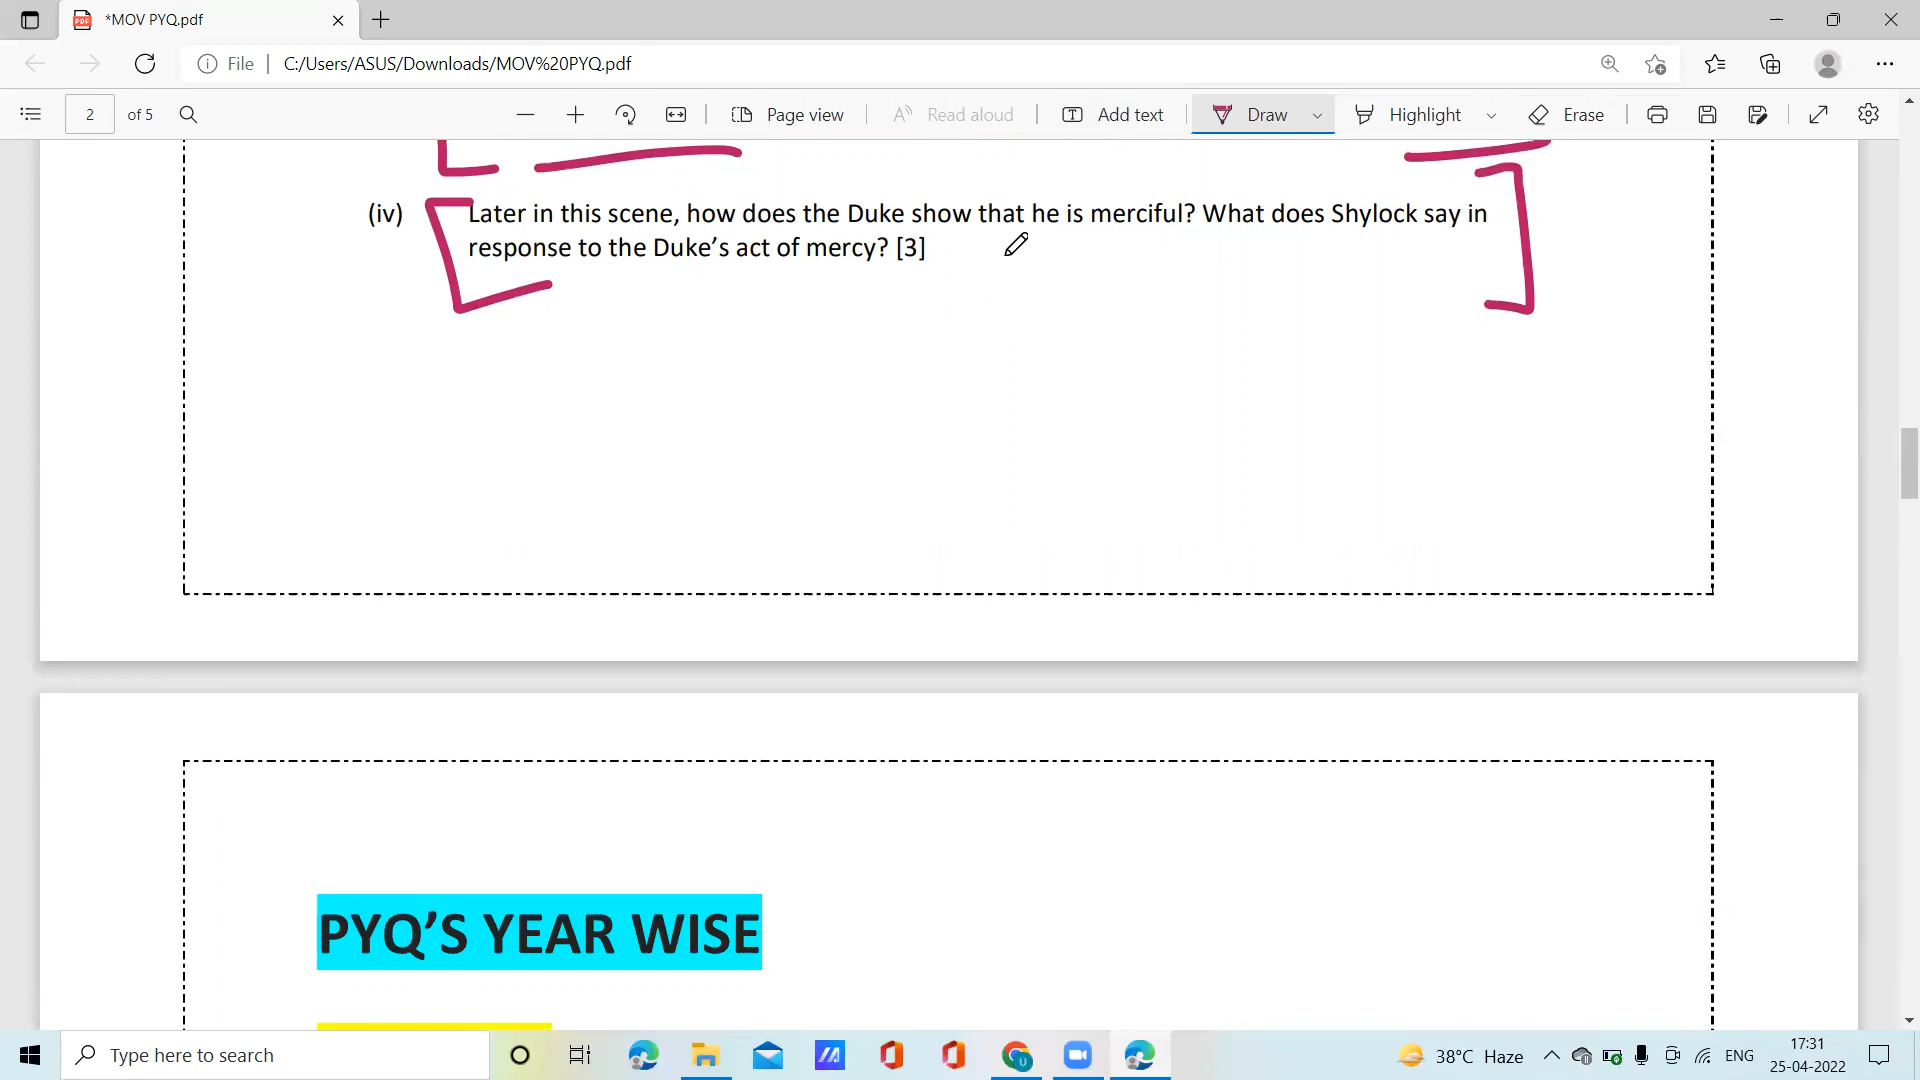 *MOV PYQ.pdf
File
C:/Users/ASUS/Downloads/MOV%20PYQ.pdf
2 of 5
Page view
Read aloud
Add text
Draw
Highlight
Erase
(iv) Later in this scene, how does the Duke show that he is merciful? What does Shylock say in
response to the Duke’s act of mercy? [3]
PYQ’S YEAR WISE
Type here to search
38°C Haze
ENG
17:31
25-04-2022